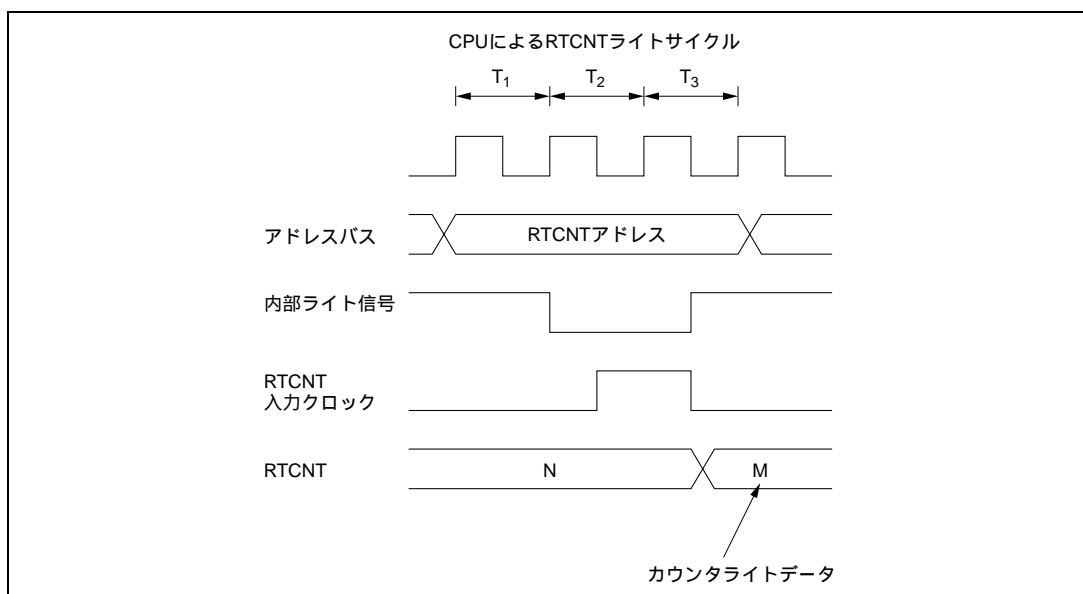 CPUによるRTCNTライトサイクル
T1 T2 T3
アドレスバス RTCNTアドレス
内部ライト信号
RTCNT
入力クロック
RTCNT N M
カウンタライトデータ